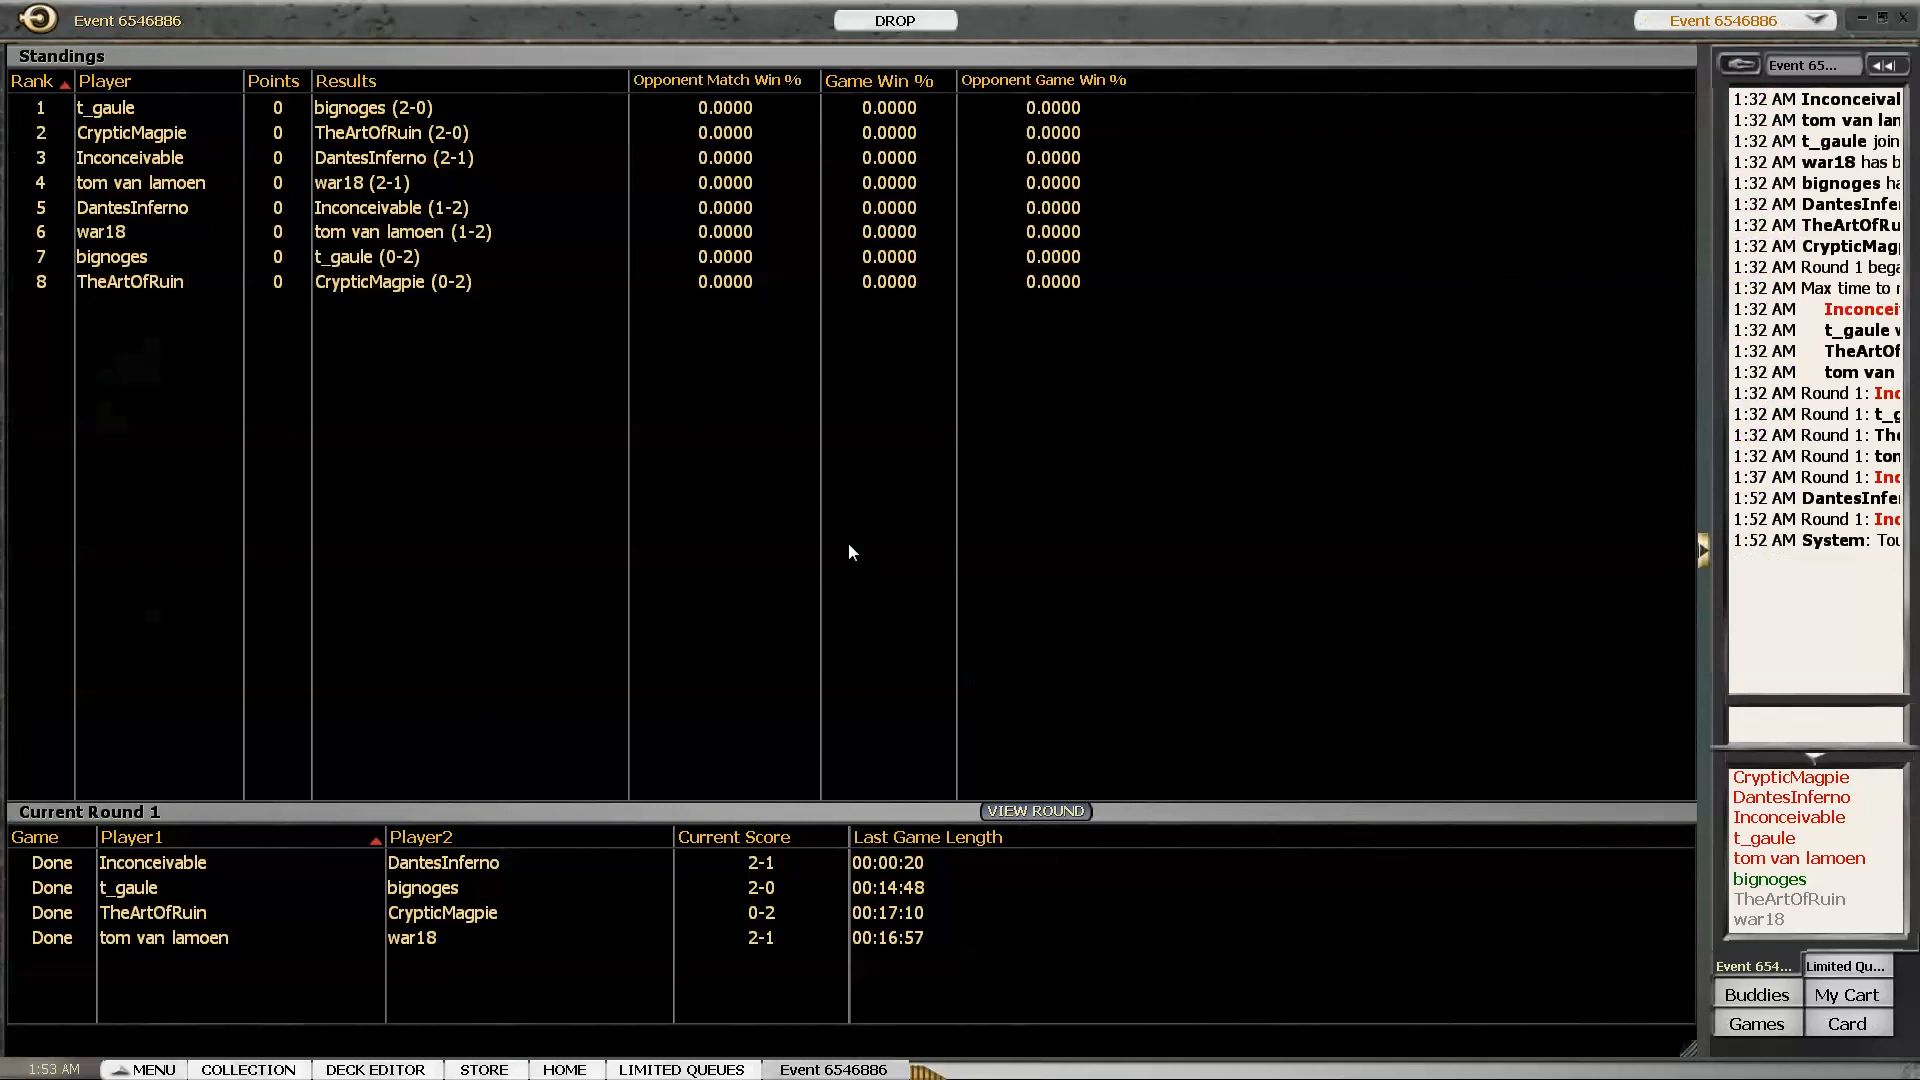 Event 6546886 DROP Event 6546886
Standings
Rank Player Points Results Opponent Match Win % Game Win % Opponent Game Win %
1 t_gaule 0 bignoges (2-0) 0.0000 0.0000 0.0000
2 CrypticMagpie 0 TheArtOfRuin (2-0) 0.0000 0.0000 0.0000
3 Inconceivable 0 DantesInferno (2-1) 0.0000 0.0000 0.0000
4 tom van lamoen 0 war18 (2-1) 0.0000 0.0000 0.0000
5 DantesInferno 0 Inconceivable (1-2) 0.0000 0.0000 0.0000
6 war18 0 tom van lamoen (1-2) 0.0000 0.0000 0.0000
7 bignoges 0 t_gaule (0-2) 0.0000 0.0000 0.0000
8 TheArtOfRuin 0 CrypticMagpie (0-2) 0.0000 0.0000 0.0000
Current Round 1 VIEW ROUND
Game Player1 Player2 Current Score Last Game Length
Done Inconceivable DantesInferno 2-1 00:00:20
Done t_gaule bignoges 2-0 00:14:48
Done TheArtOfRuin CrypticMagpie 0-2 00:17:10
Done tom van lamoen war18 2-1 00:16:57
Event 65...
1:32 AM Inconceival
1:32 AM tom van lan
1:32 AM t_gaule join
1:32 AM war18 has b
1:32 AM bignoges ha
1:32 AM DantesInfe
1:32 AM TheArtOfRu
1:32 AM CrypticMag
1:32 AM Round 1 bega
1:32 AM Max time to r
1:32 AM Inconcei
1:32 AM t_gaule v
1:32 AM TheArtOf
1:32 AM tom van
1:32 AM Round 1: Inc
1:32 AM Round 1: t_g
1:32 AM Round 1: The
1:32 AM Round 1: ton
1:37 AM Round 1: Inc
1:52 AM DantesInfe
1:52 AM Round 1: Inc
1:52 AM System: Tou
CrypticMagpie
DantesInferno
Inconceivable
t_gaule
tom van lamoen
bignoges
TheArtOfRuin
war18
Event 654... Limited Qu...
Buddies My Cart
Games Card
1:53 AM MENU COLLECTION DECK EDITOR STORE HOME LIMITED QUEUES Event 6546886